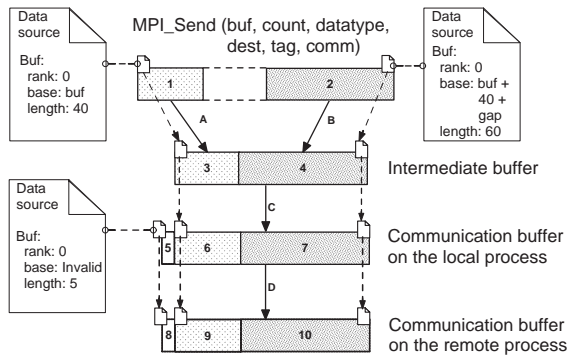 Data
source
Buf:
rank: 0
base: buf
length: 40
MPI_Send (buf, count, datatype,
dest, tag, comm)
Data
source
Buf:
rank: 0
base: buf +
40 +
gap
length: 60
1
2
A
B
3
4
Intermediate buffer
C
Data
source
Buf:
rank: 0
base: Invalid
length: 5
5
6
7
Communication buffer
on the local process
D
8
9
10
Communication buffer
on the remote process